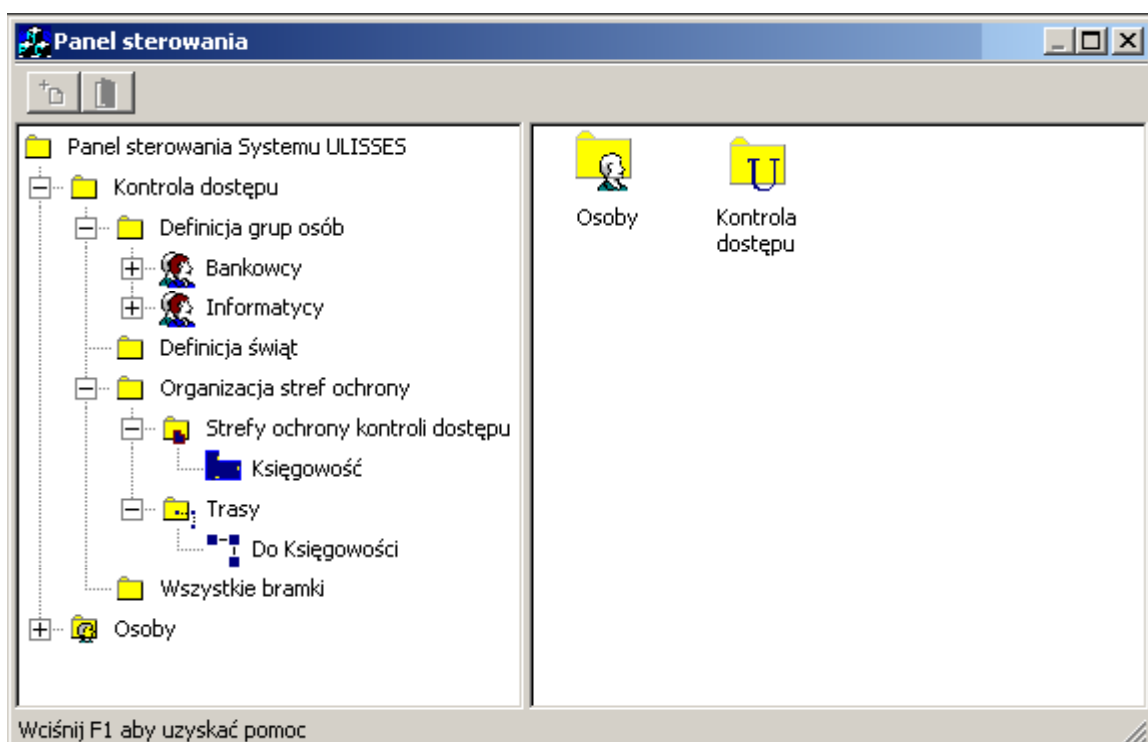 Panel sterowania
Panel sterowania Systemu ULISSES
Kontrola dostępu
Definicja grup osób
Bankowcy
Informatycy
Definicja świąt
Organizacja stref ochrony
Strefy ochrony kontroli dostępu
Księgowość
Trasy
Do Księgowości
Wszystkie bramki
Osoby
Osoby
Kontrola
dostępu
U
Wciśnij F1 aby uzyskać pomoc